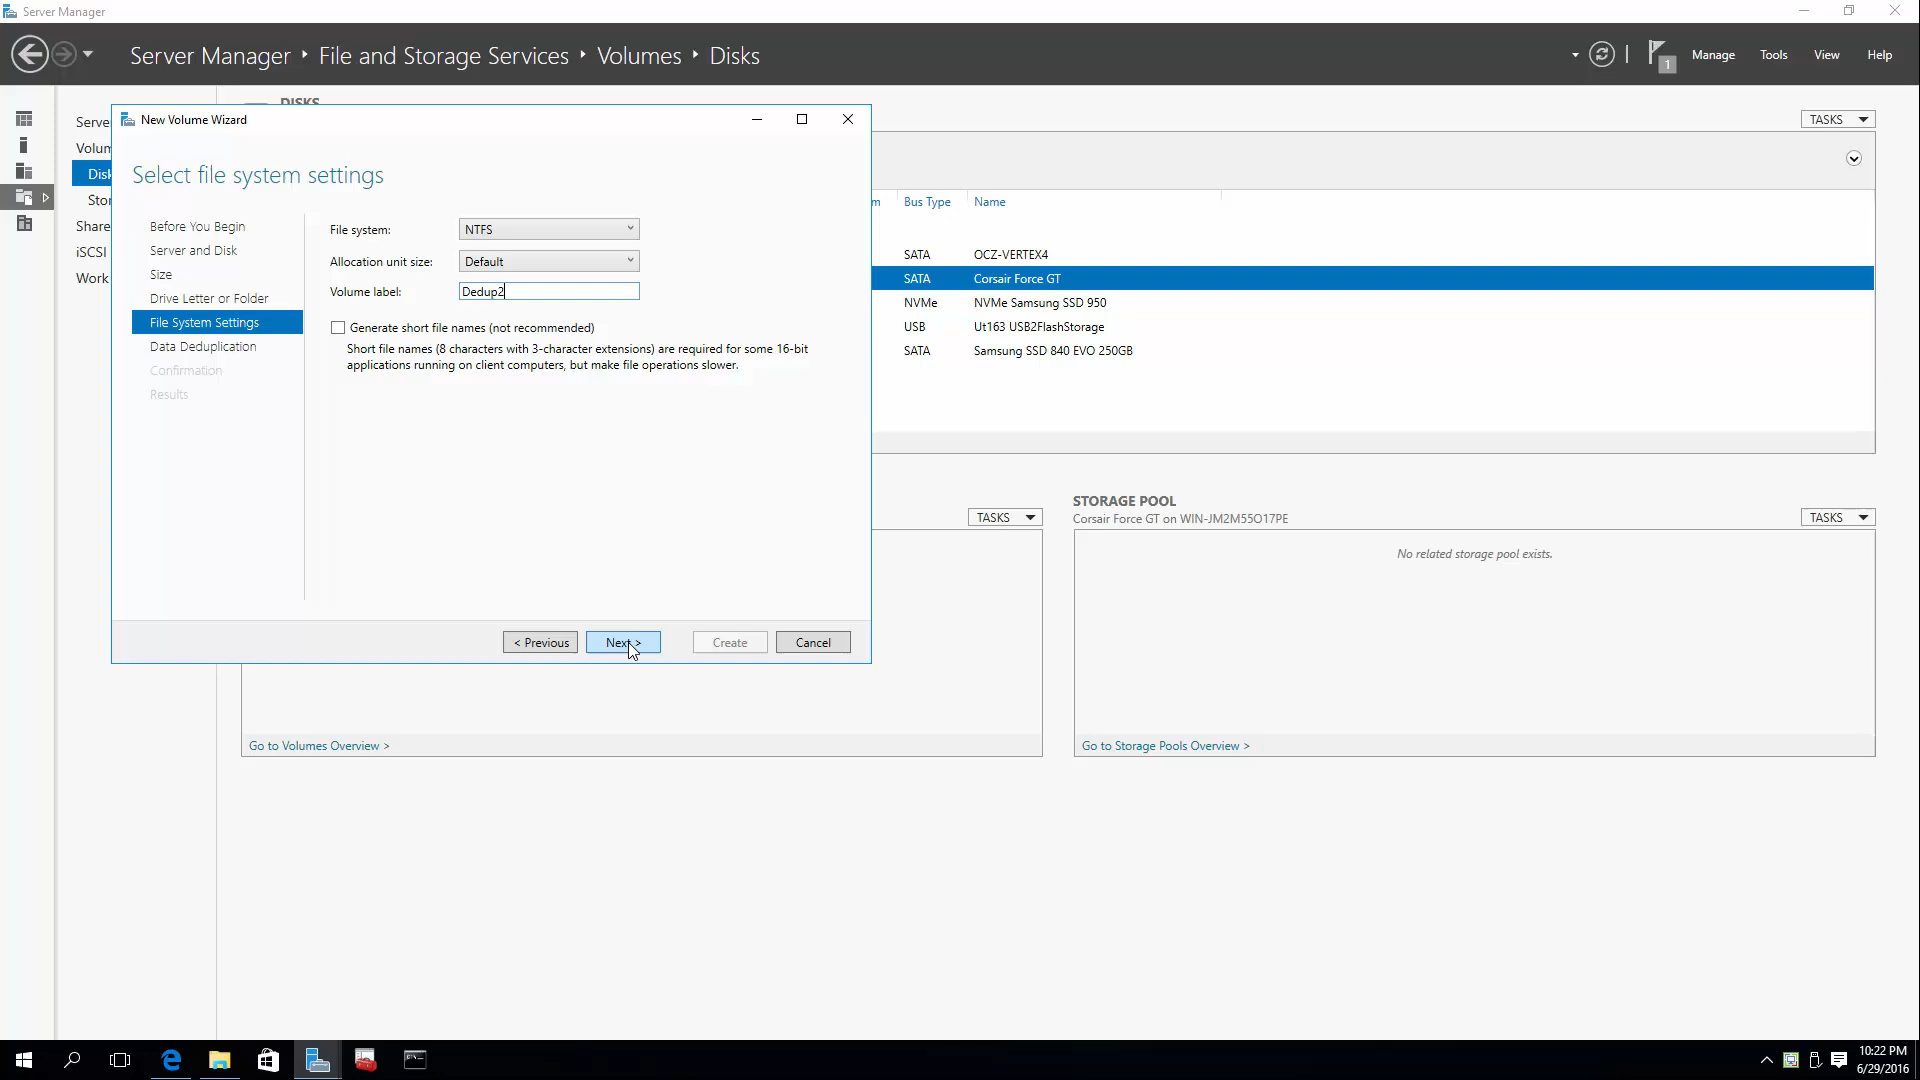 Server Manager
Server Manager ‣ File and Storage Services ‣ Volumes ‣ Disks
1
Manage
Tools
View
Help
DISKS
TASKS
Serve
Volum
Disk
Stor
Share
iSCSI
Work
New Volume Wizard
Select file system settings
Before You Begin
Server and Disk
Size
Drive Letter or Folder
File System Settings
Data Deduplication
Confirmation
Results
File system:
NTFS
Allocation unit size:
Default
Volume label:
Dedup2
Generate short file names (not recommended)
Short file names (8 characters with 3-character extensions) are required for some 16-bit
applications running on client computers, but make file operations slower.
< Previous
Next >
Create
Cancel
m
Bus Type
Name
SATA
OCZ-VERTEX4
SATA
Corsair Force GT
NVMe
NVMe Samsung SSD 950
USB
Ut163 USB2FlashStorage
SATA
Samsung SSD 840 EVO 250GB
TASKS
STORAGE POOL
Corsair Force GT on WIN-JM2M55O17PE
TASKS
No related storage pool exists.
Go to Volumes Overview >
Go to Storage Pools Overview >
10:22 PM
6/29/2016